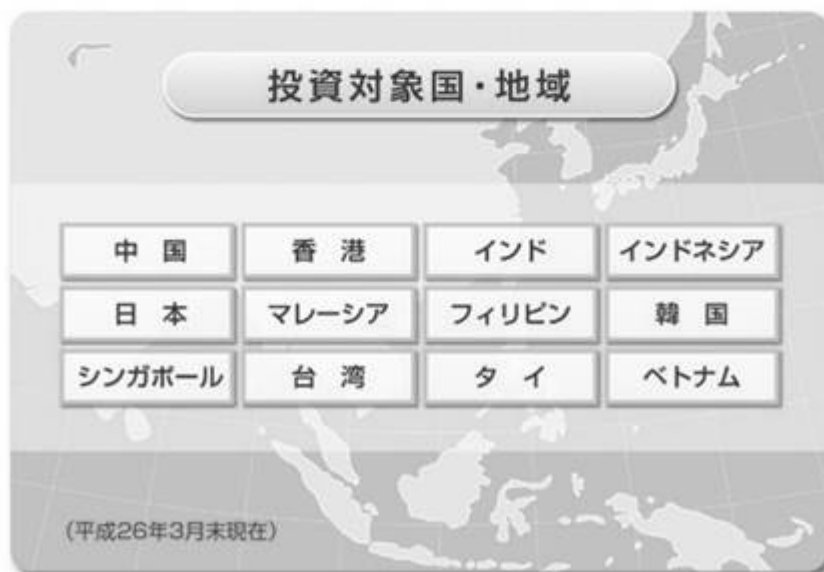 投資対象国・地域
中 国 香 港 インド インドネシア
日 本 マレーシア フィリピン 韓 国
シンガポール 台 湾 タ イ ベトナム
(平成26年3月末現在)